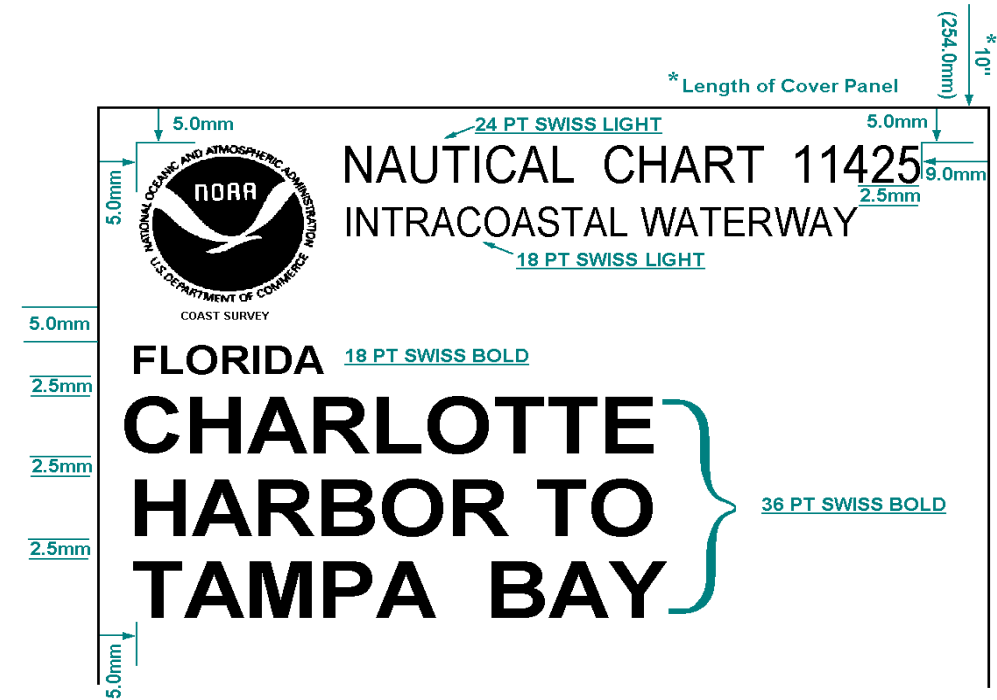 * 10"
(254.0mm)
*Length of Cover Panel
5.0mm
24 PT SWISS LIGHT
5.0mm
NATIONAL OCEANIC AND ATMOSPHERIC ADMINISTRATION
NOAA
U.S. DEPARTMENT OF COMMERCE
NAUTICAL CHART 11425
5.0mm
9.0mm
2.5mm
INTRACOASTAL WATERWAY
18 PT SWISS LIGHT
COAST SURVEY
5.0mm
FLORIDA
18 PT SWISS BOLD
2.5mm
CHARLOTTE
2.5mm
HARBOR TO
36 PT SWISS BOLD
2.5mm
TAMPA BAY
5.0mm